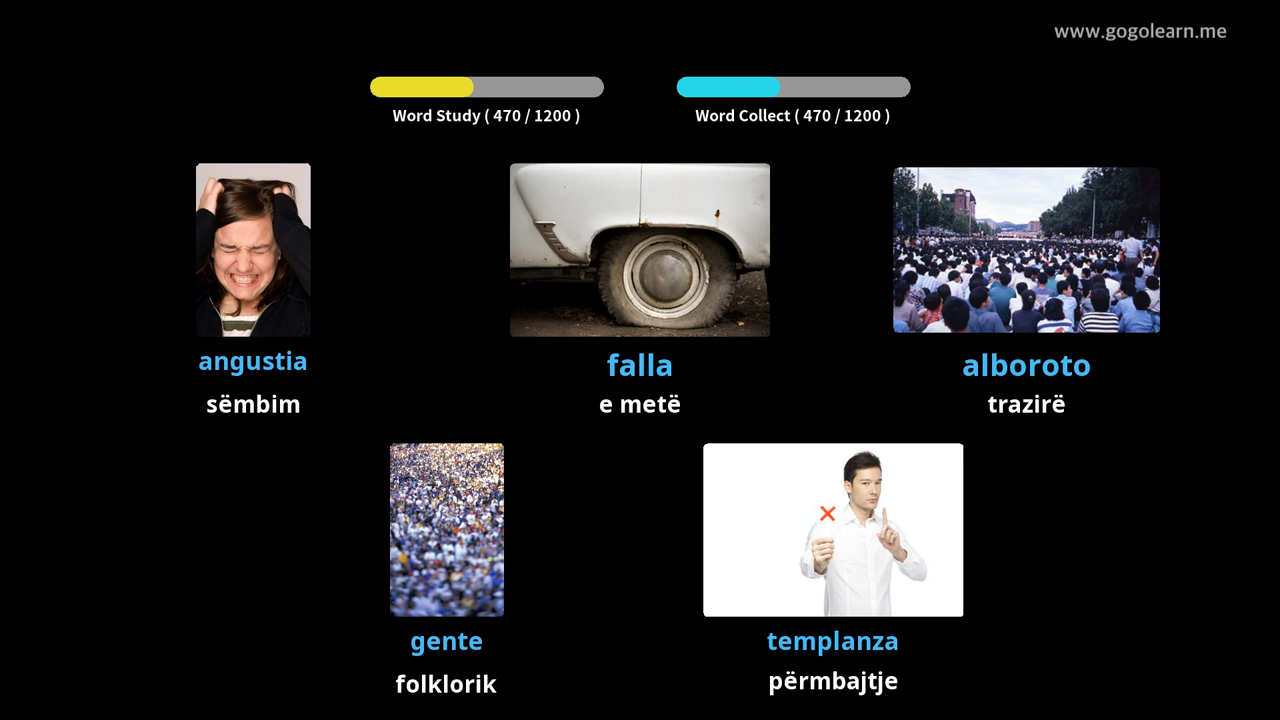 www.gogolearn.me
Word Study ( 470 / 1200 )
Word Collect ( 470 / 1200 )
angustia
sëmbim
falla
e metë
alboroto
trazirë
gente
folklorik
templanza
përmbajtje